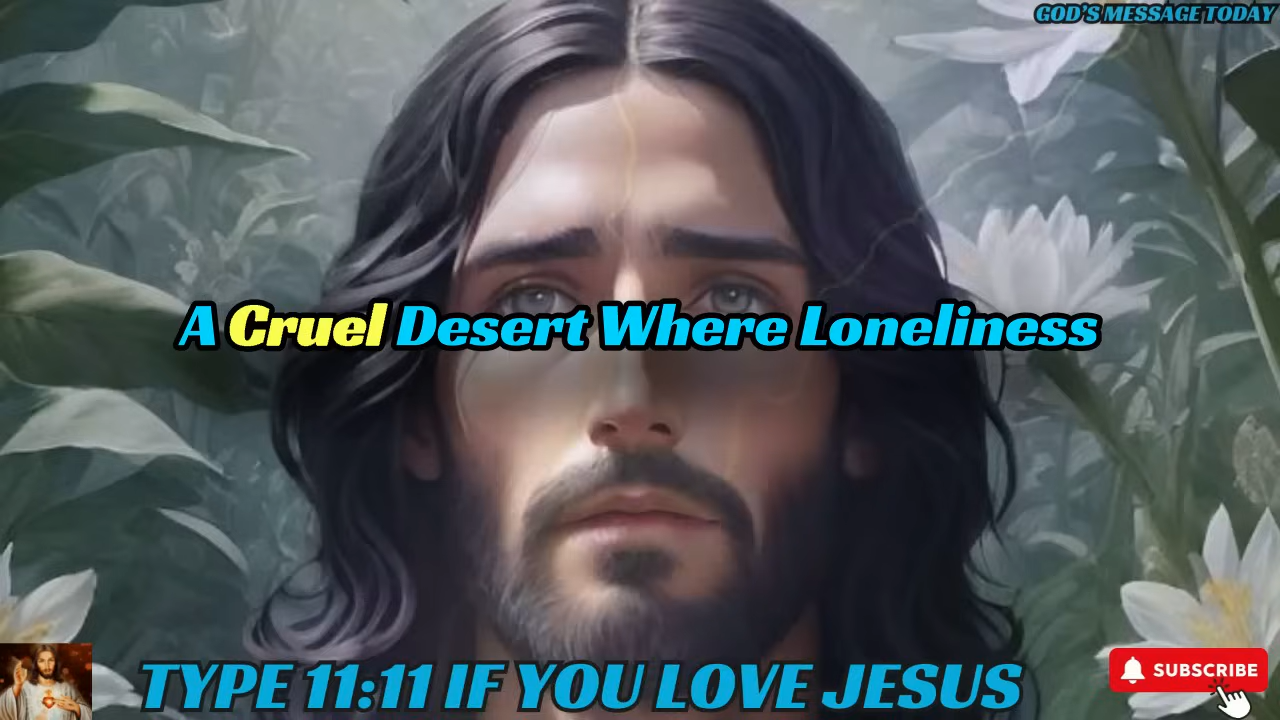 GOD'S MESSAGE TODAY
A Cruel Desert Where Loneliness
TYPE 11:11 IF YOU LOVE JESUS
SUBSCRIBE